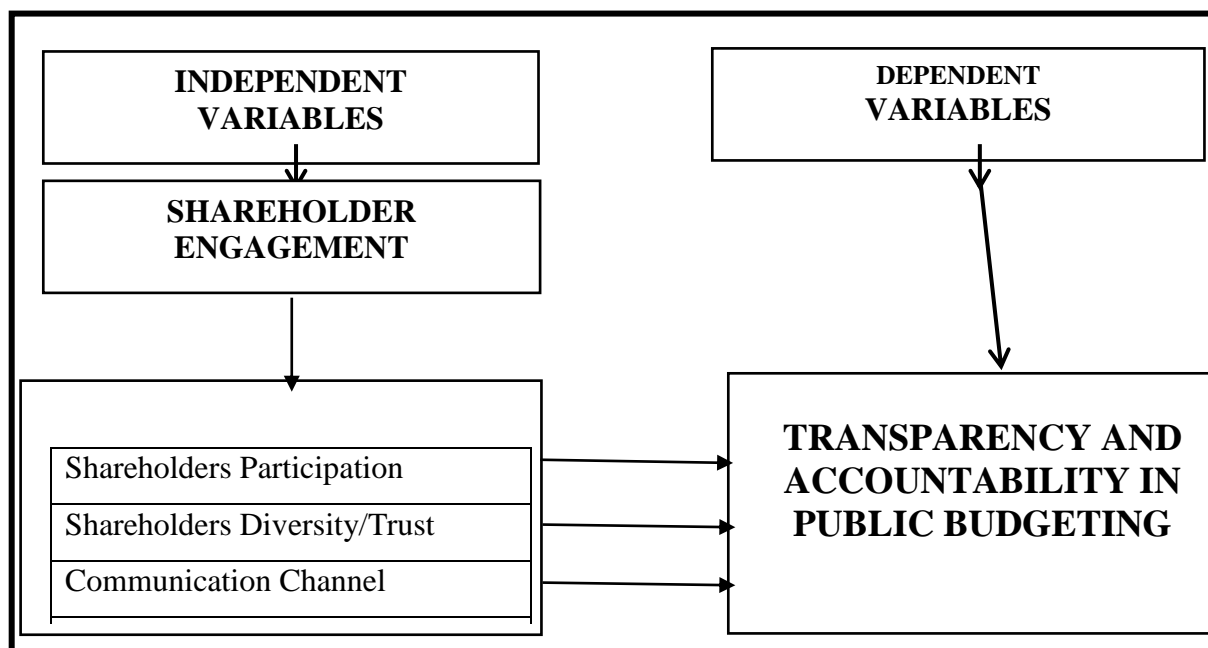 INDEPENDENT
VARIABLES
DEPENDENT
VARIABLES
SHAREHOLDER
ENGAGEMENT
Shareholders Participation
Shareholders Diversity/Trust
Communication Channel
TRANSPARENCY AND
ACCOUNTABILITY IN
PUBLIC BUDGETING